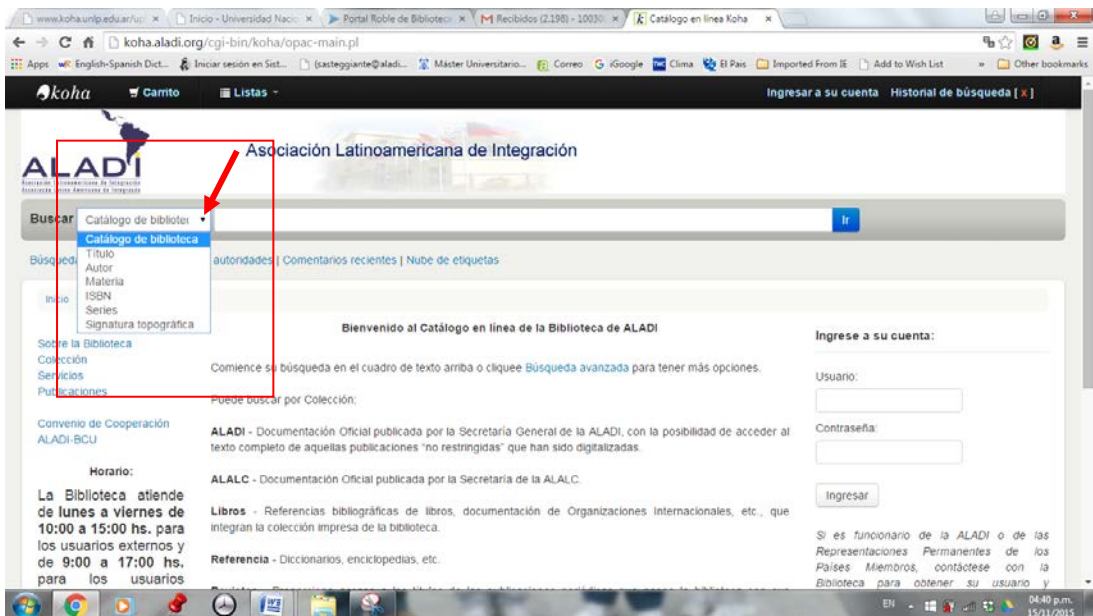 www.koha.unlp.edu.ar/up/
Inicio - Universidad Nacio
Portal Roble de Bibliotec
Recibidos (2.198) - 10030
Catálogo en línea Koha
koha.aladi.org/cgi-bin/koha/opac-main.pl
Apps
English-Spanish Dict...
Iniciar sesión en Sist...
(sasteggiante@aladi...
Máster Universitario...
Correo
iGoogle
Clima
El Pais
Imported From IE
Add to Wish List
»
Other bookmarks
koha
Carrito
Listas
Ingresar a su cuenta
Historial de búsqueda [ x ]
ALADI
Asociación Latinoamericana de Integración
Associação Latino-Americana de Integração
Asociación Latinoamericana de Integración
Buscar
Catálogo de bibliotec
Ir
Catálogo de biblioteca
Título
Autor
Materia
ISBN
Series
Signatura topográfica
Búsqueda
autoridades | Comentarios recientes | Nube de etiquetas
Inicio
Sobre la Biblioteca
Colección
Servicios
Publicaciones
Convenio de Cooperación
ALADI-BCU
Horario:
La Biblioteca atiende
de lunes a viernes de
10:00 a 15:00 hs. para
los usuarios externos y
de 9:00 a 17:00 hs.
para los usuarios
Bienvenido al Catálogo en línea de la Biblioteca de ALADI
Comience su búsqueda en el cuadro de texto arriba o cliquee Búsqueda avanzada para tener más opciones.
Puede buscar por Colección:
ALADI - Documentación Oficial publicada por la Secretaría General de la ALADI, con la posibilidad de acceder al
texto completo de aquellas publicaciones "no restringidas" que han sido digitalizadas.
ALALC - Documentación Oficial publicada por la Secretaría de la ALALC.
Libros - Referencias bibliográficas de libros, documentación de Organizaciones Internacionales, etc., que
integran la colección impresa de la biblioteca.
Referencia - Diccionarios, enciclopedias, etc.
Ingrese a su cuenta:
Usuario:
Contraseña:
Ingresar
Si es funcionario de la ALADI o de las
Representaciones Permanentes de los
Países Miembros, contáctese con la
Biblioteca para obtener su usuario y
EN
04:40 p.m.
15/11/2015